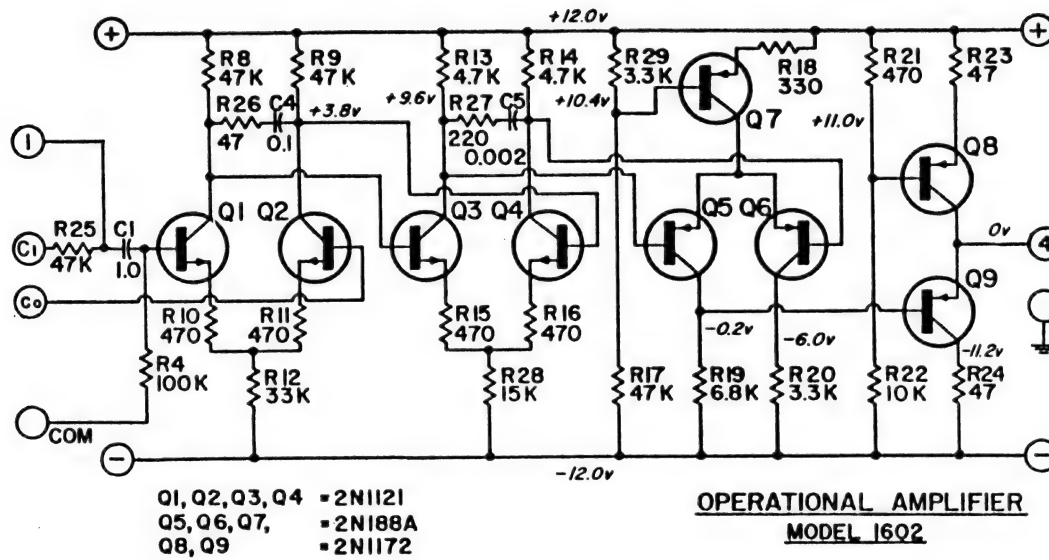 +
+12.0v
+
R8
47K
R9
47K
R13
4.7K
R14
4.7K
R29
3.3K
R18
330
R21
470
R23
47
R26
47
C4
0.1
+3.8v
+9.6v
R27
220
C5
0.002
+10.4v
Q7
+11.0v
Q8
1
R25
47K
C1
1.0
Q1
Q2
Q3
Q4
Q5
Q6
0v
4
C1
C0
Q9
R10
470
R11
470
R15
470
R16
470
-0.2v
-6.0v
-11.2v
R4
100K
R12
33K
R28
15K
R17
47K
R19
6.8K
R20
3.3K
R22
10K
R24
47
COM
−
-12.0v
−
Q1, Q2, Q3, Q4 = 2N1121
Q5, Q6, Q7, = 2N188A
Q8, Q9 = 2N1172
OPERATIONAL AMPLIFIER
MODEL 1602